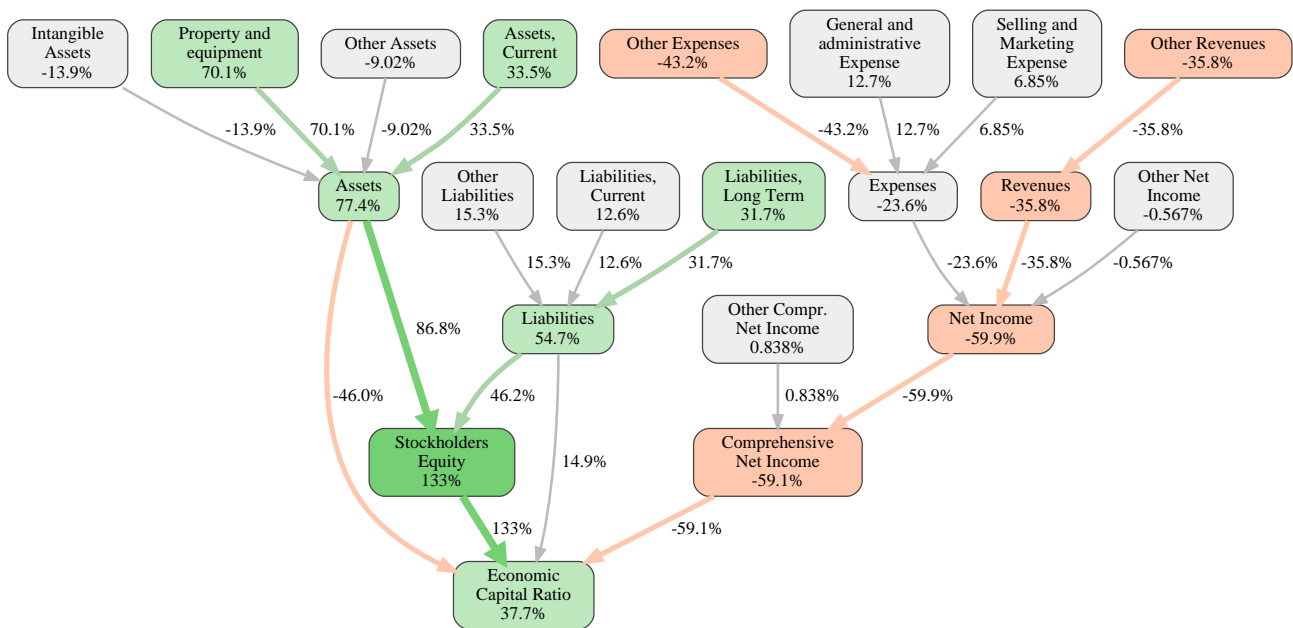 Intangible
Assets
-13.9%
Property and
equipment
70.1%
Other Assets
-9.02%
Assets,
Current
33.5%
Other Expenses
-43.2%
General and
administrative
Expense
12.7%
Selling and
Marketing
Expense
6.85%
Other Revenues
-35.8%
-13.9%
70.1%
-9.02%
33.5%
-43.2%
12.7%
6.85%
-35.8%
Assets
77.4%
Other
Liabilities
15.3%
Liabilities,
Current
12.6%
Liabilities,
Long Term
31.7%
Expenses
-23.6%
Revenues
-35.8%
Other Net
Income
-0.567%
15.3%
12.6%
31.7%
-23.6%
-35.8%
-0.567%
86.8%
Liabilities
54.7%
Other Compr.
Net Income
0.838%
Net Income
-59.9%
-46.0%
46.2%
0.838%
-59.9%
Stockholders
Equity
133%
14.9%
Comprehensive
Net Income
-59.1%
133%
-59.1%
Economic
Capital Ratio
37.7%